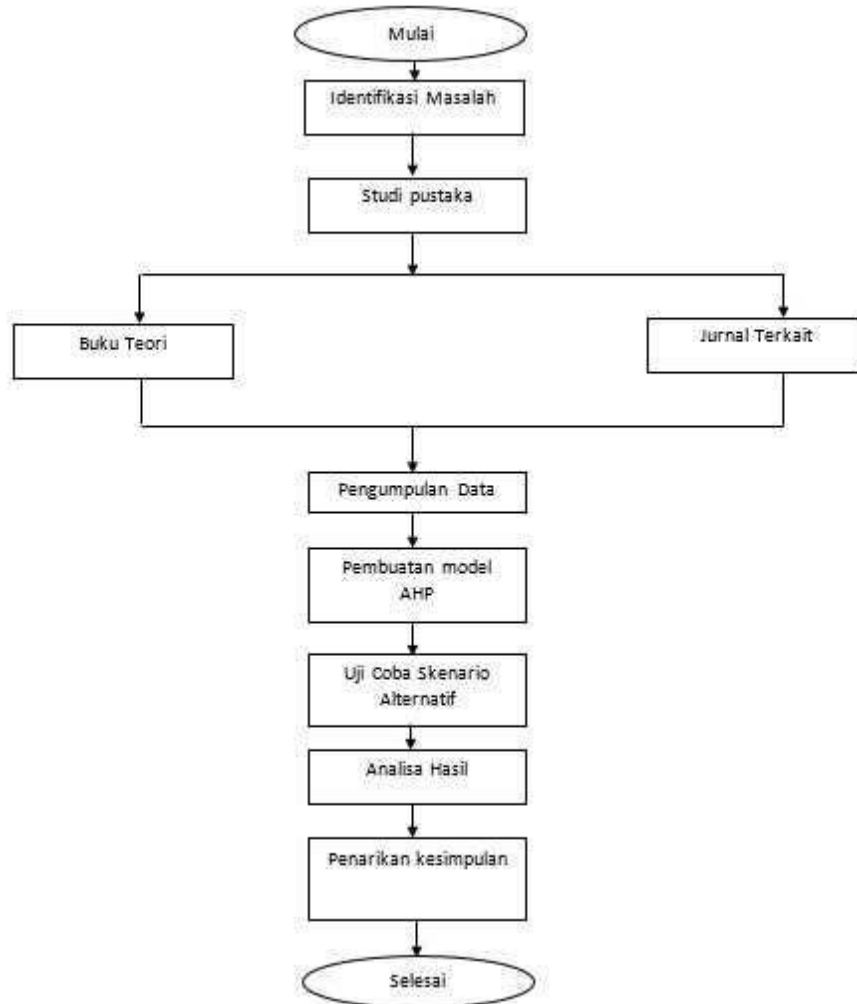 Mulai
Identifikasi Masalah
Studi pustaka
Buku Teori
Jurnal Terkait
Pengumpulan Data
Pembuatan model
AHP
Uji Coba Skenario
Alternatif
Analisa Hasil
Penarikan kesimpulan
Selesai